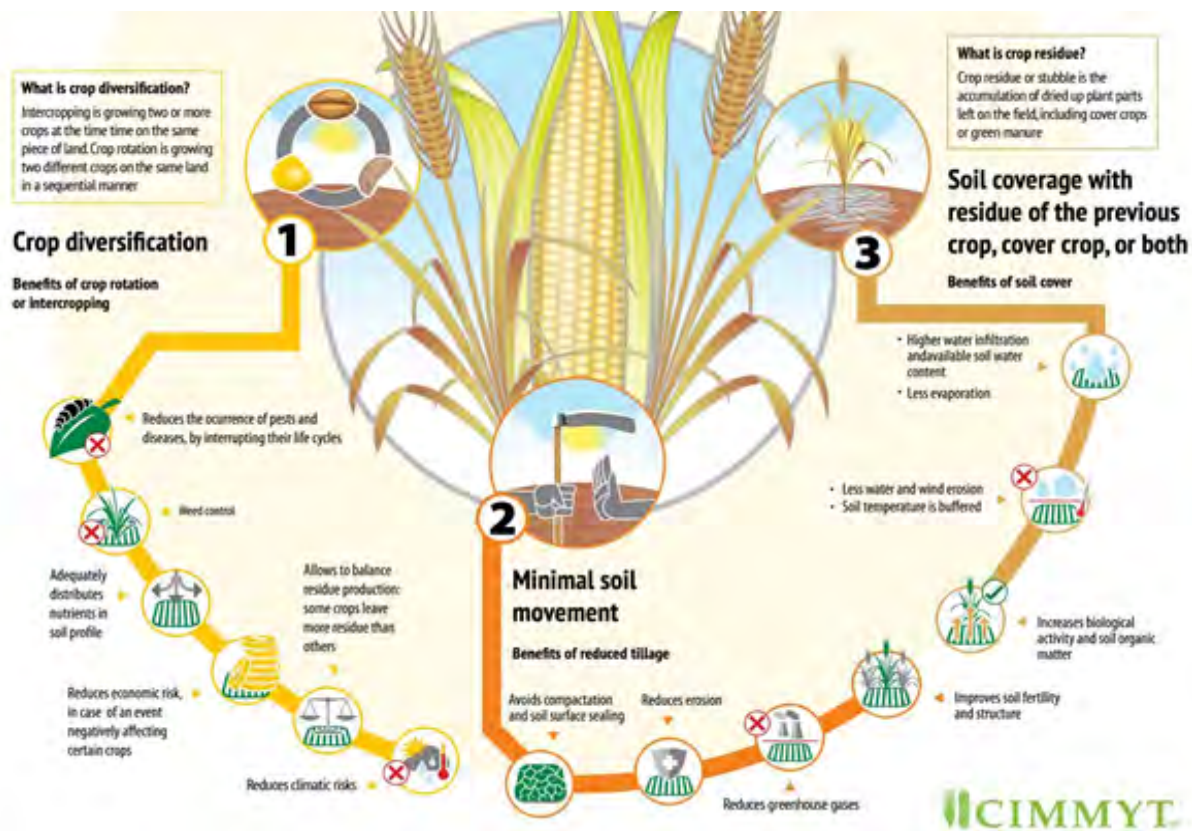 What is crop diversification?
Intercropping is growing two or more
crops at the time time on the same
piece of land. Crop rotation is growing
two different crops on the same land
in a sequential manner
1
Crop diversification
Benefits of crop rotation
or intercropping
Reduces the ocurrence of pests and
diseases, by interrupting their life cycles
Weed control
Adequately
distributes
nutrients in
soil profile
Reduces economic risk,
in case of an event
negatively affecting
certain crops
Allows to balance
residue production:
some crops leave
more residue than
others
Reduces climatic risks
2
Minimal soil
movement
Benefits of reduced tillage
Avoids compactation
and soil surface sealing
Reduces erosion
Reduces greenhouse gases
Improves soil fertility
and structure
What is crop residue?
Crop residue or stubble is the
accumulation of dried up plant parts
left on the field, including cover crops
or green manure
3
Soil coverage with
residue of the previous
crop, cover crop, or both
Benefits of soil cover
• Higher water infiltration
andavailable soil water
content
• Less evaporation
• Less water and wind erosion
• Soil temperature is buffered
Increases biological
activity and soil organic
matter
CIMMYT